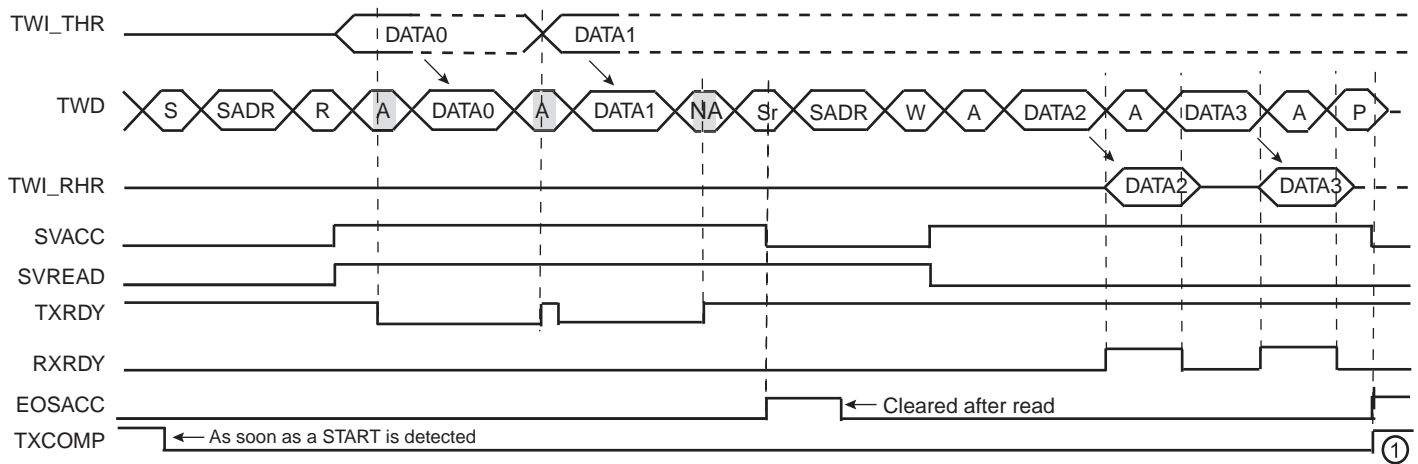 TWI_THR DATA0 DATA1
TWD S SADR R A DATA0 A DATA1 NA Sr SADR W A DATA2 A DATA3 A P
TWI_RHR DATA2 DATA3
SVACC
SVREAD
TXRDY
RXRDY
EOSACC Cleared after read
TXCOMP As soon as a START is detected 1